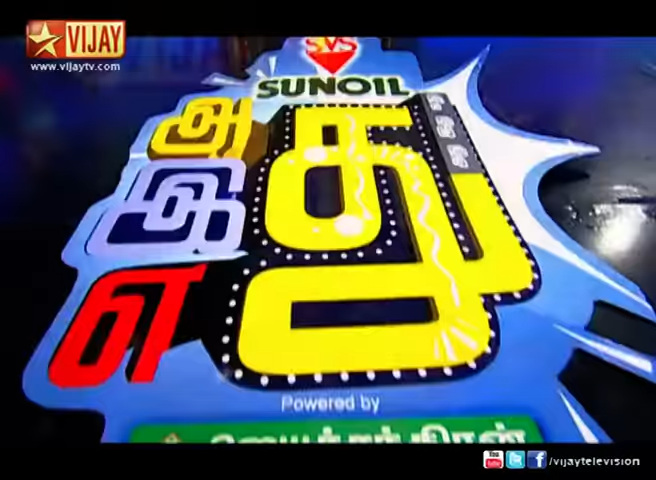 VIJAY
www.vijaytv.com
SVS
SUNOIL
அ
இ
எ
து
Powered by
/vijaytelevision